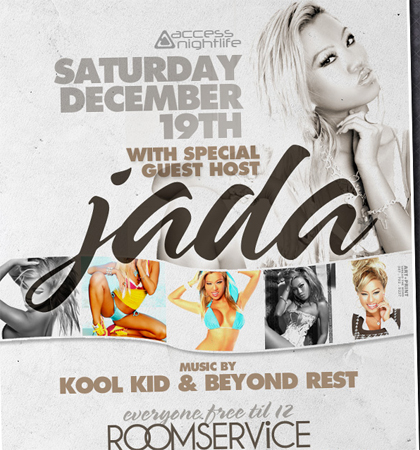 access
nightlife
SATURDAY
DECEMBER
19TH
WITH SPECIAL
GUEST HOST
jada
MUSIC BY
KOOL KID & BEYOND REST
everyone free til 12
ROOMSERViCE